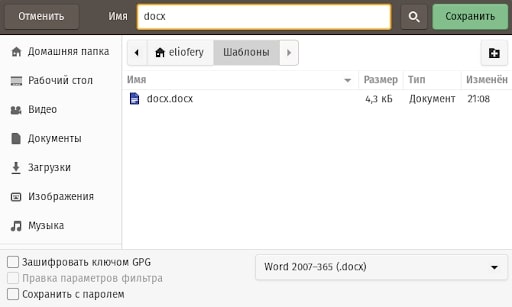 Отменить Имя docx Сохранить
Домашняя папка eliofery Шаблоны
Имя Размер Тип Изменён
Рабочий стол docx.docx 4,3 кБ Документ 21:08
Видео
Документы
Загрузки
Изображения
Музыка
Зашифровать ключом GPG
Правка параметров фильтра
Сохранить с паролем
Word 2007–365 (.docx)